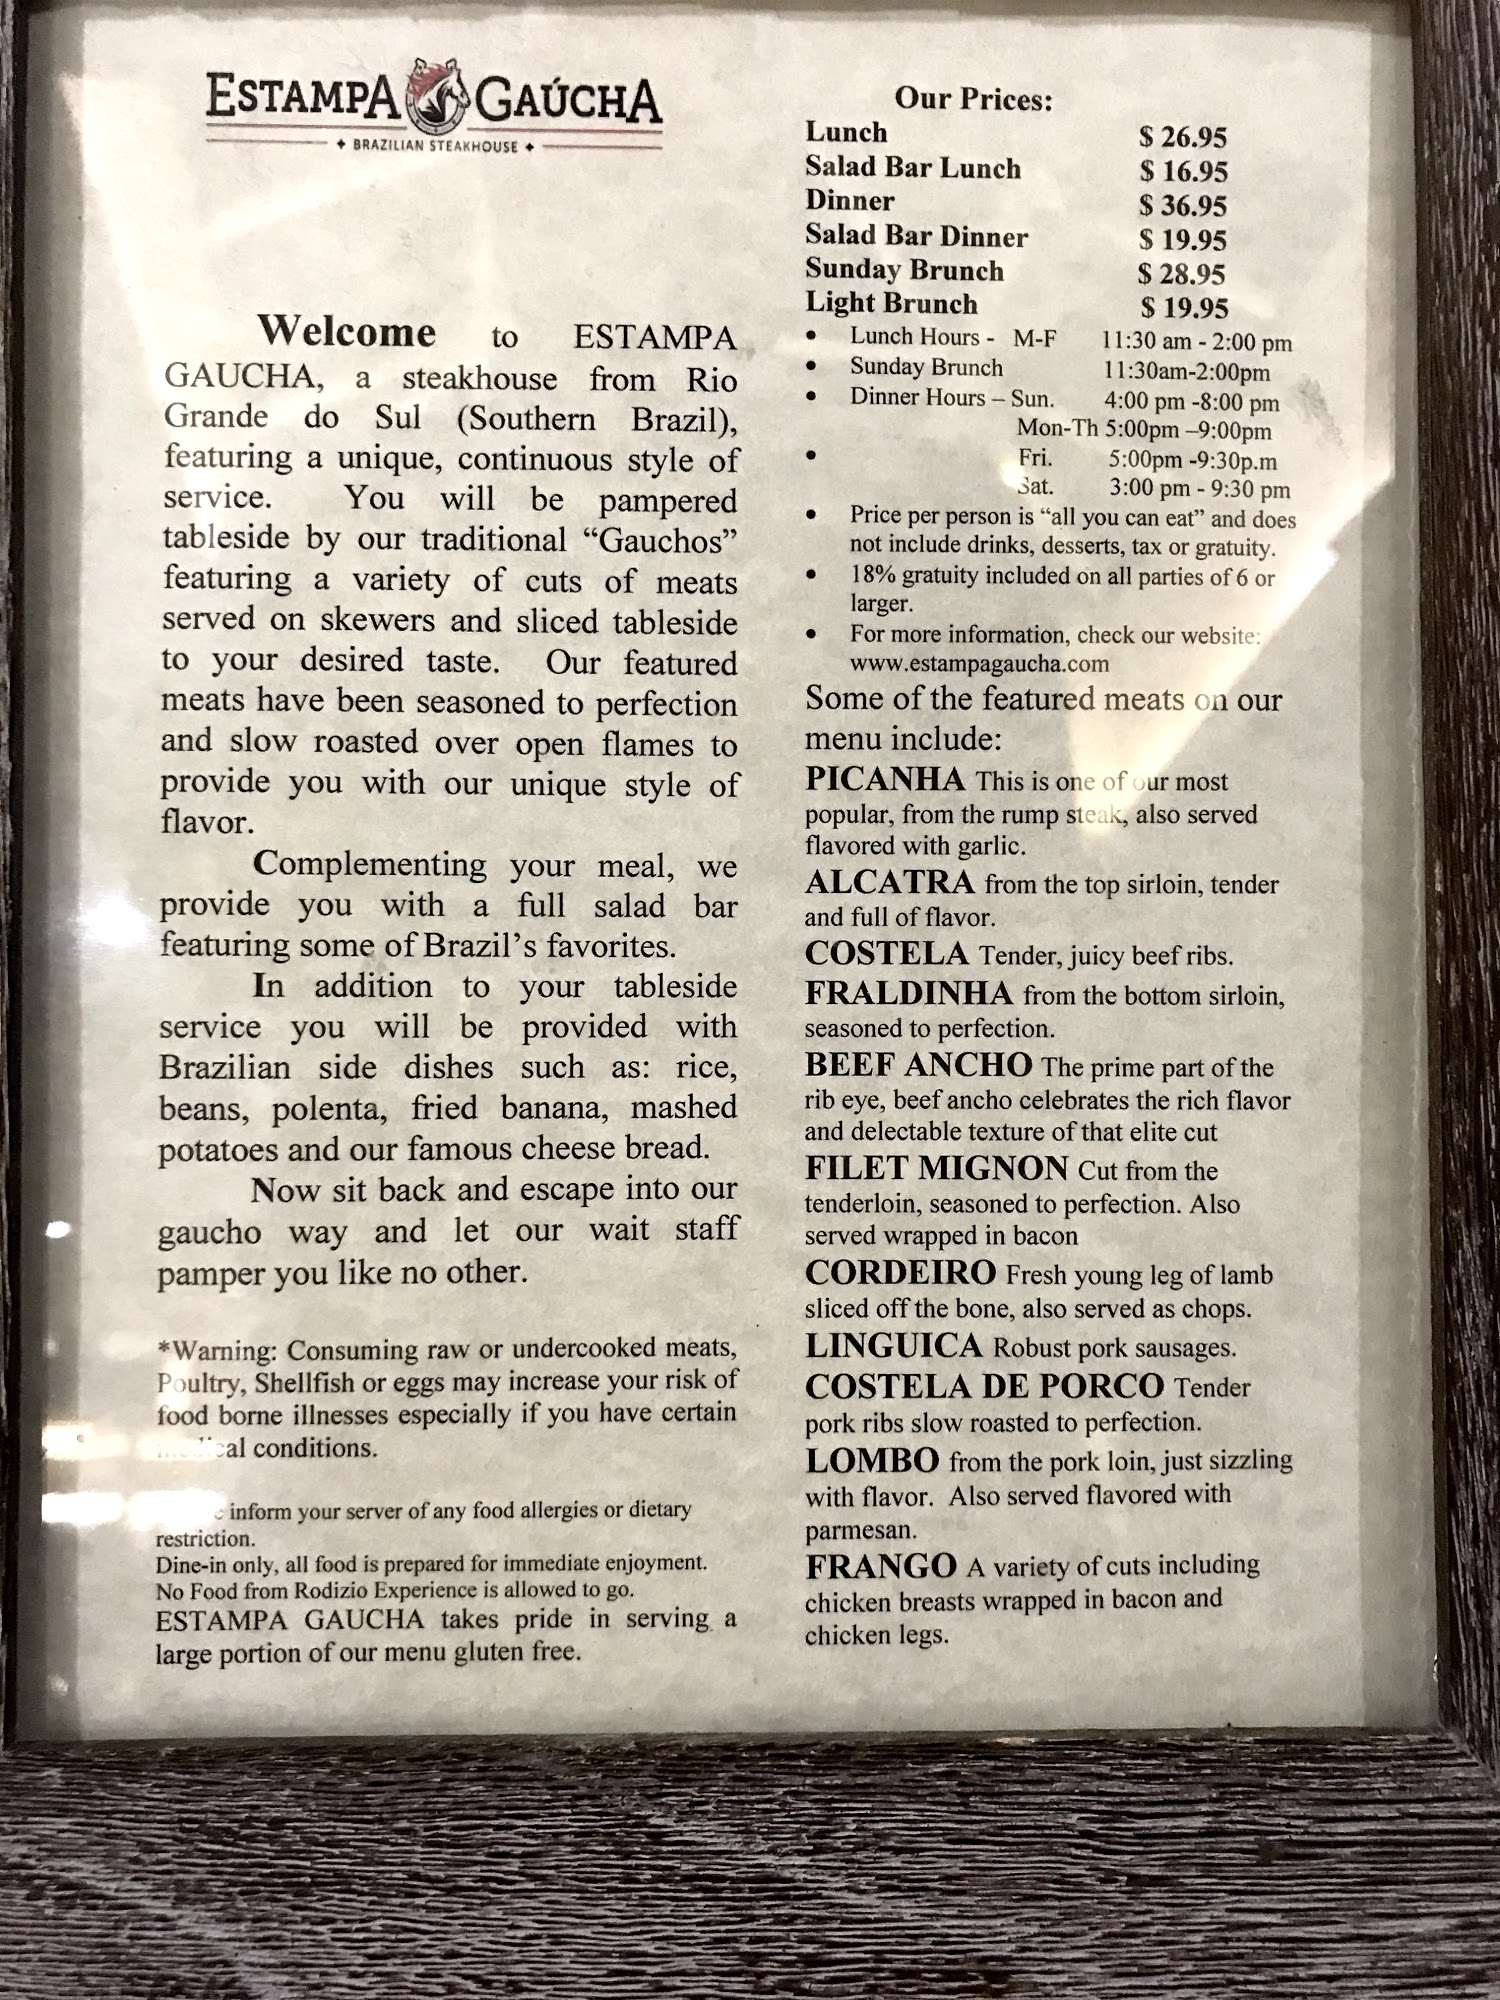 ESTAMPA GAÚCHA
BRAZILIAN STEAKHOUSE
Welcome to ESTAMPA
GAUCHA, a steakhouse from Rio
Grande do Sul (Southern Brazil),
featuring a unique, continuous style of
service. You will be pampered
tableside by our traditional “Gauchos”
featuring a variety of cuts of meats
served on skewers and sliced tableside
to your desired taste. Our featured
meats have been seasoned to perfection
and slow roasted over open flames to
provide you with our unique style of
flavor.
Complementing your meal, we
provide you with a full salad bar
featuring some of Brazil’s favorites.
In addition to your tableside
service you will be provided with
Brazilian side dishes such as: rice,
beans, polenta, fried banana, mashed
potatoes and our famous cheese bread.
Now sit back and escape into our
gaucho way and let our wait staff
pamper you like no other.
*Warning: Consuming raw or undercooked meats,
Poultry, Shellfish or eggs may increase your risk of
food borne illnesses especially if you have certain
conditions.
inform your server of any food allergies or dietary
restriction.
Dine-in only, all food is prepared for immediate enjoyment.
No Food from Rodizio Experience is allowed to go.
ESTAMPA GAUCHA takes pride in serving a
large portion of our menu gluten free.
Our Prices:
Lunch $ 26.95
Salad Bar Lunch $ 16.95
Dinner $ 36.95
Salad Bar Dinner $ 19.95
Sunday Brunch $ 28.95
Light Brunch $ 19.95
• Lunch Hours - M-F 11:30 am - 2:00 pm
• Sunday Brunch 11:30am-2:00pm
• Dinner Hours – Sun. 4:00 pm -8:00 pm
Mon-Th 5:00pm –9:00pm
• Fri. 5:00pm -9:30p.m
Sat. 3:00 pm - 9:30 pm
• Price per person is “all you can eat” and does
not include drinks, desserts, tax or gratuity.
• 18% gratuity included on all parties of 6 or
larger.
• For more information, check our website:
www.estampagaucha.com
Some of the featured meats on our
menu include:
PICANHA This is one of our most
popular, from the rump steak, also served
flavored with garlic.
ALCATRA from the top sirloin, tender
and full of flavor.
COSTELA Tender, juicy beef ribs.
FRALDINHA from the bottom sirloin,
seasoned to perfection.
BEEF ANCHO The prime part of the
rib eye, beef ancho celebrates the rich flavor
and delectable texture of that elite cut
FILET MIGNON Cut from the
tenderloin, seasoned to perfection. Also
served wrapped in bacon
CORDEIRO Fresh young leg of lamb
sliced off the bone, also served as chops.
LINGUICA Robust pork sausages.
COSTELA DE PORCO Tender
pork ribs slow roasted to perfection.
LOMBO from the pork loin, just sizzling
with flavor. Also served flavored with
parmesan.
FRANGO A variety of cuts including
chicken breasts wrapped in bacon and
chicken legs.